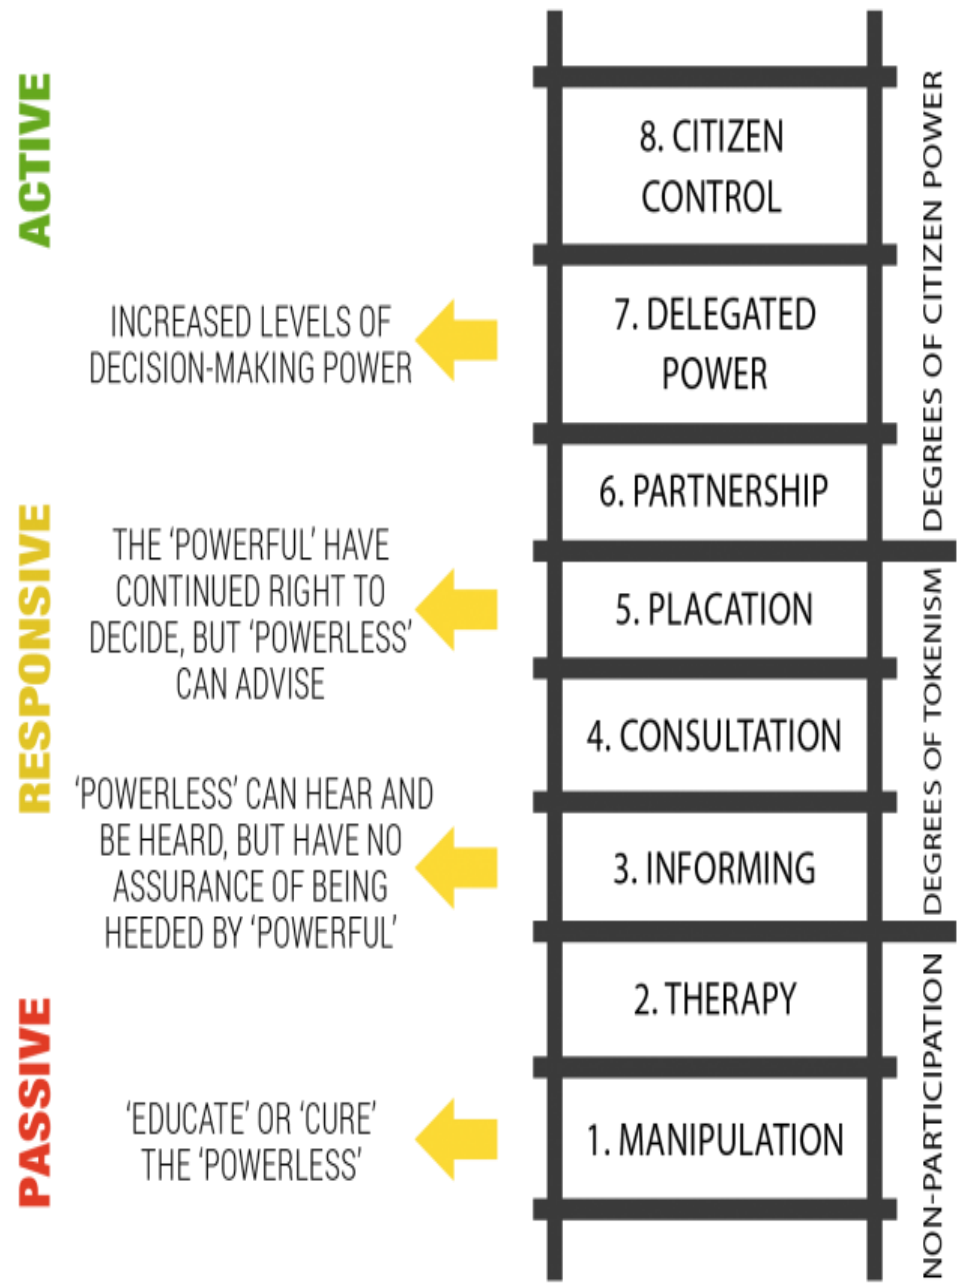 ACTIVE
RESPONSIVE
PASSIVE
INCREASED LEVELS OF
DECISION-MAKING POWER
THE ‘POWERFUL’ HAVE
CONTINUED RIGHT TO
DECIDE, BUT ‘POWERLESS’
CAN ADVISE
‘POWERLESS’ CAN HEAR AND
BE HEARD, BUT HAVE NO
ASSURANCE OF BEING
HEEDED BY ‘POWERFUL’
‘EDUCATE’ OR ‘CURE’
THE ‘POWERLESS’
8. CITIZEN
CONTROL
7. DELEGATED
POWER
6. PARTNERSHIP
5. PLACATION
4. CONSULTATION
3. INFORMING
2. THERAPY
1. MANIPULATION
DEGREES OF CITIZEN POWER
DEGREES OF TOKENISM
NON-PARTICIPATION